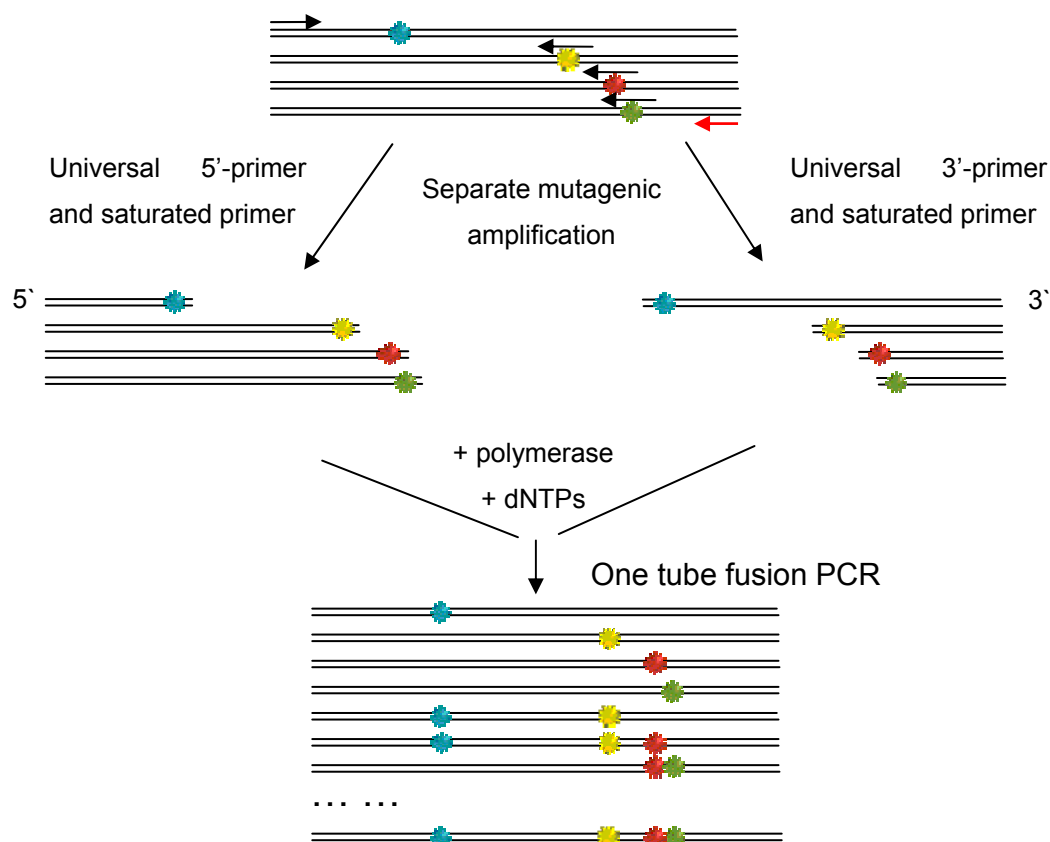 Universal 5’-primer
and saturated primer
Separate mutagenic
amplification
Universal 3’-primer
and saturated primer
5`
3`
+ polymerase
+ dNTPs
One tube fusion PCR
... ...